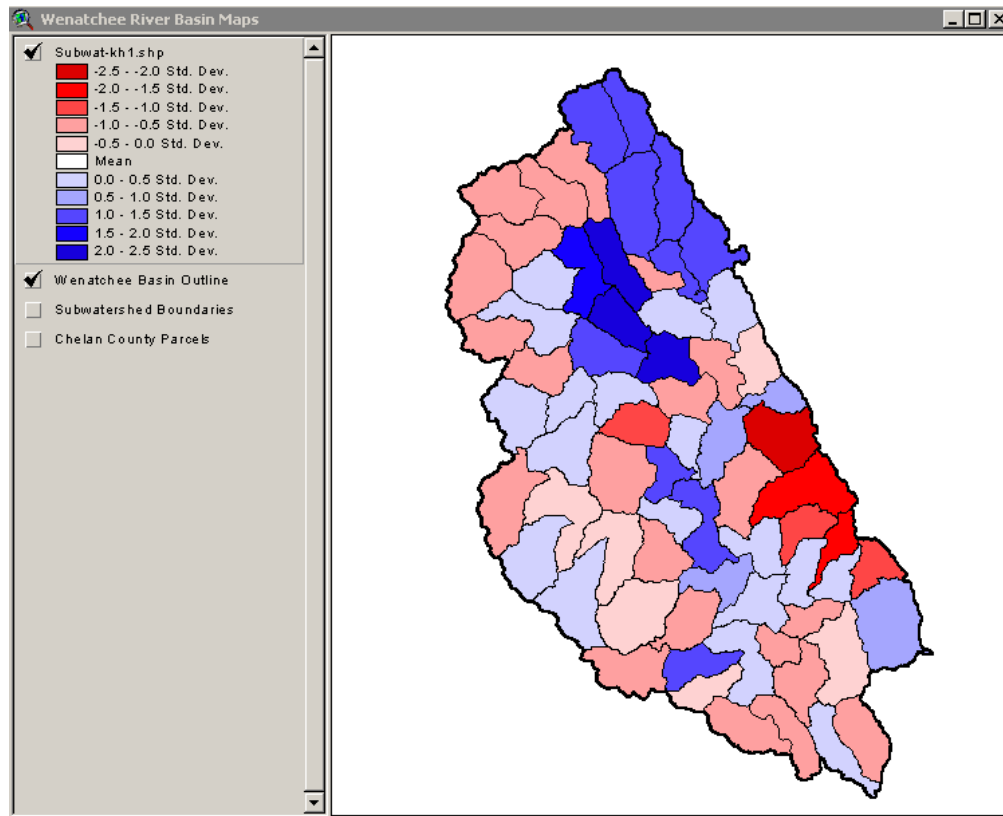 Wenatchee River Basin Maps
Subwat-kh1.shp
-2.5 - -2.0 Std. Dev.
-2.0 - -1.5 Std. Dev.
-1.5 - -1.0 Std. Dev.
-1.0 - -0.5 Std. Dev.
-0.5 - 0.0 Std. Dev.
Mean
0.0 - 0.5 Std. Dev.
0.5 - 1.0 Std. Dev.
1.0 - 1.5 Std. Dev.
1.5 - 2.0 Std. Dev.
2.0 - 2.5 Std. Dev.
Wenatchee Basin Outline
Subwatershed Boundaries
Chelan County Parcels